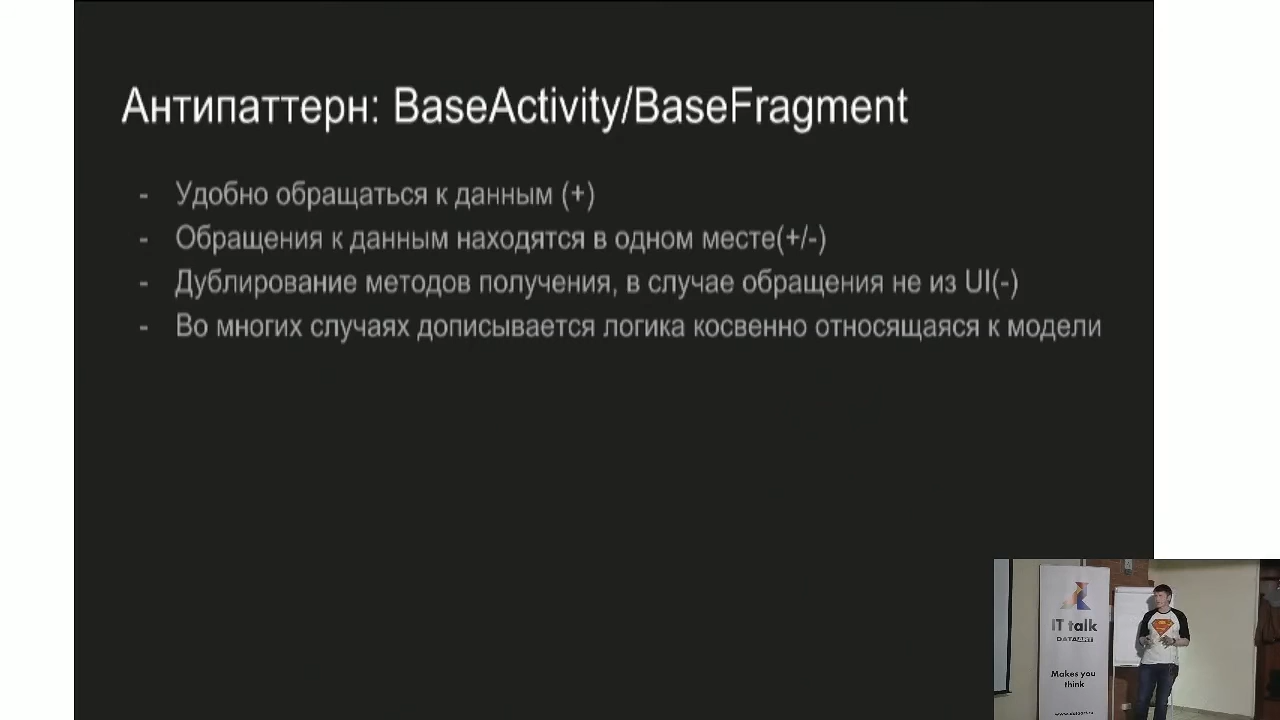 Антипаттерн: BaseActivity/BaseFragment
- Удобно обращаться к данным (+)
- Обращения к данным находятся в одном месте(+/-)
- Дублирование методов получения, в случае обращения не из UI(-)
- Во многих случаях дописывается логика косвенно относящаяся к модели
IT talk
DATAART
Makes you
think